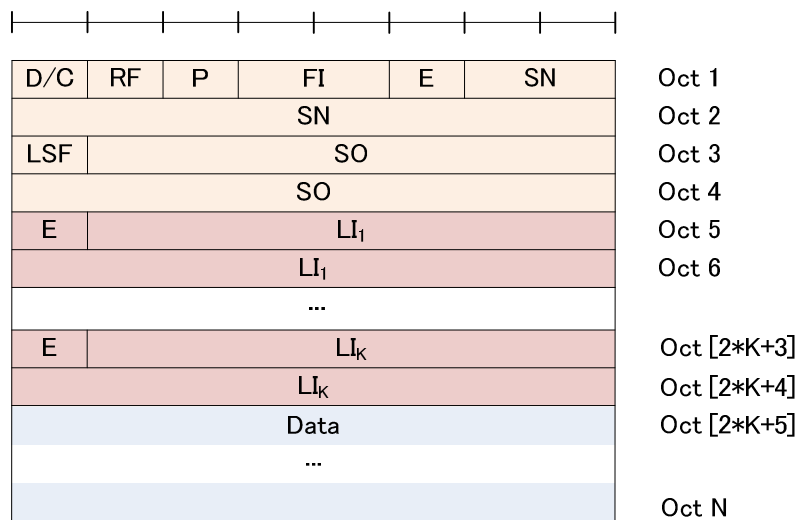 D/C RF P FI E SN Oct 1
SN Oct 2
LSF SO Oct 3
SO Oct 4
E LI₁ Oct 5
LI₁ Oct 6
...
E LIK Oct [2*K+3]
LIK Oct [2*K+4]
Data Oct [2*K+5]
...
Oct N